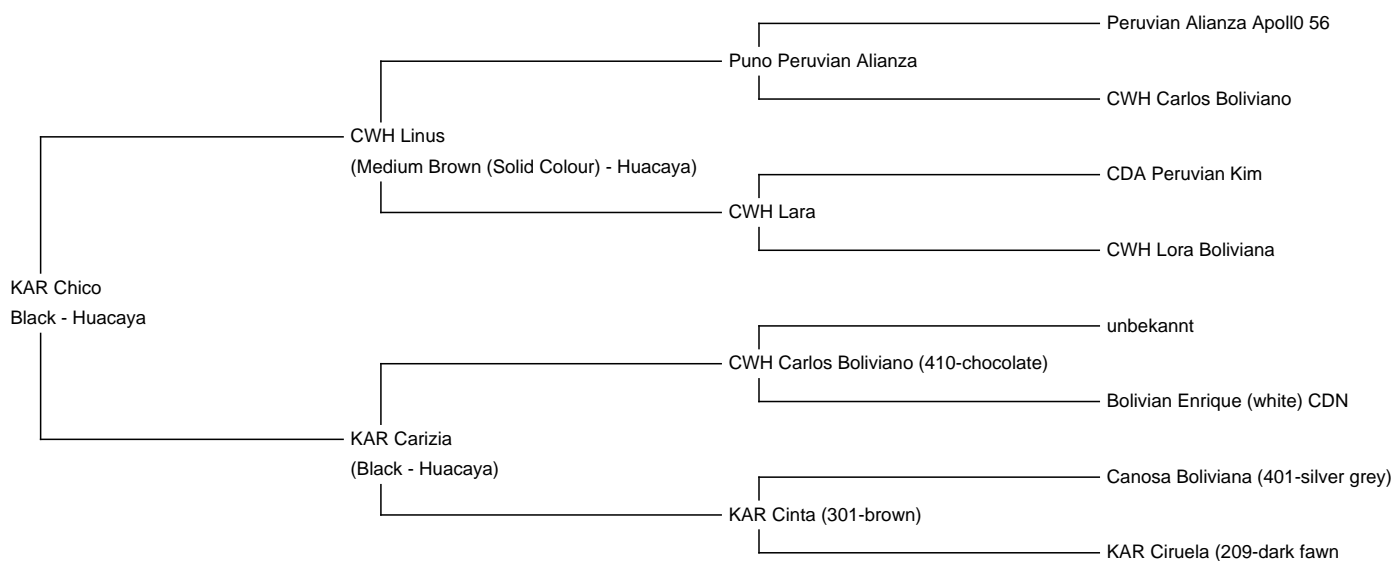 Peruvian Alianza Apoll0 56
Puno Peruvian Alianza
CWH Carlos Boliviano
CWH Linus
(Medium Brown (Solid Colour) - Huacaya)
CDA Peruvian Kim
CWH Lara
CWH Lora Boliviana
KAR Chico
Black - Huacaya
unbekannt
CWH Carlos Boliviano (410-chocolate)
Bolivian Enrique (white) CDN
KAR Carizia
(Black - Huacaya)
Canosa Boliviana (401-silver grey)
KAR Cinta (301-brown)
KAR Ciruela (209-dark fawn